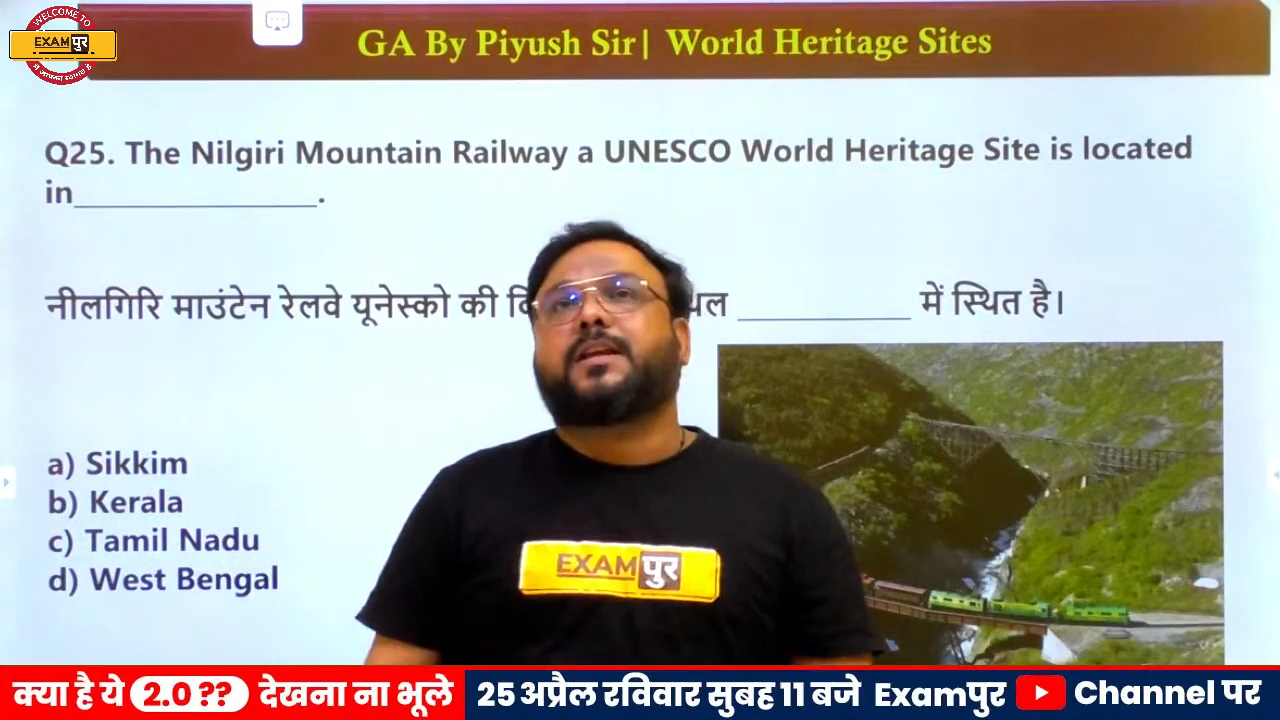 WELCOME TO
EXAMपुर
GA By Piyush Sir| World Heritage Sites
Q25. The Nilgiri Mountain Railway a UNESCO World Heritage Site is located
in______________.
नीलगिरि माउंटेन रेलवे यूनेस्को की
__________ में स्थित है।
a) Sikkim
b) Kerala
c) Tamil Nadu
d) West Bengal
EXAMपुर
क्या है ये 2.0 ?? देखना ना भूले 25 अप्रैल रविवार सुबह 11 बजे Examपुर Channel पर